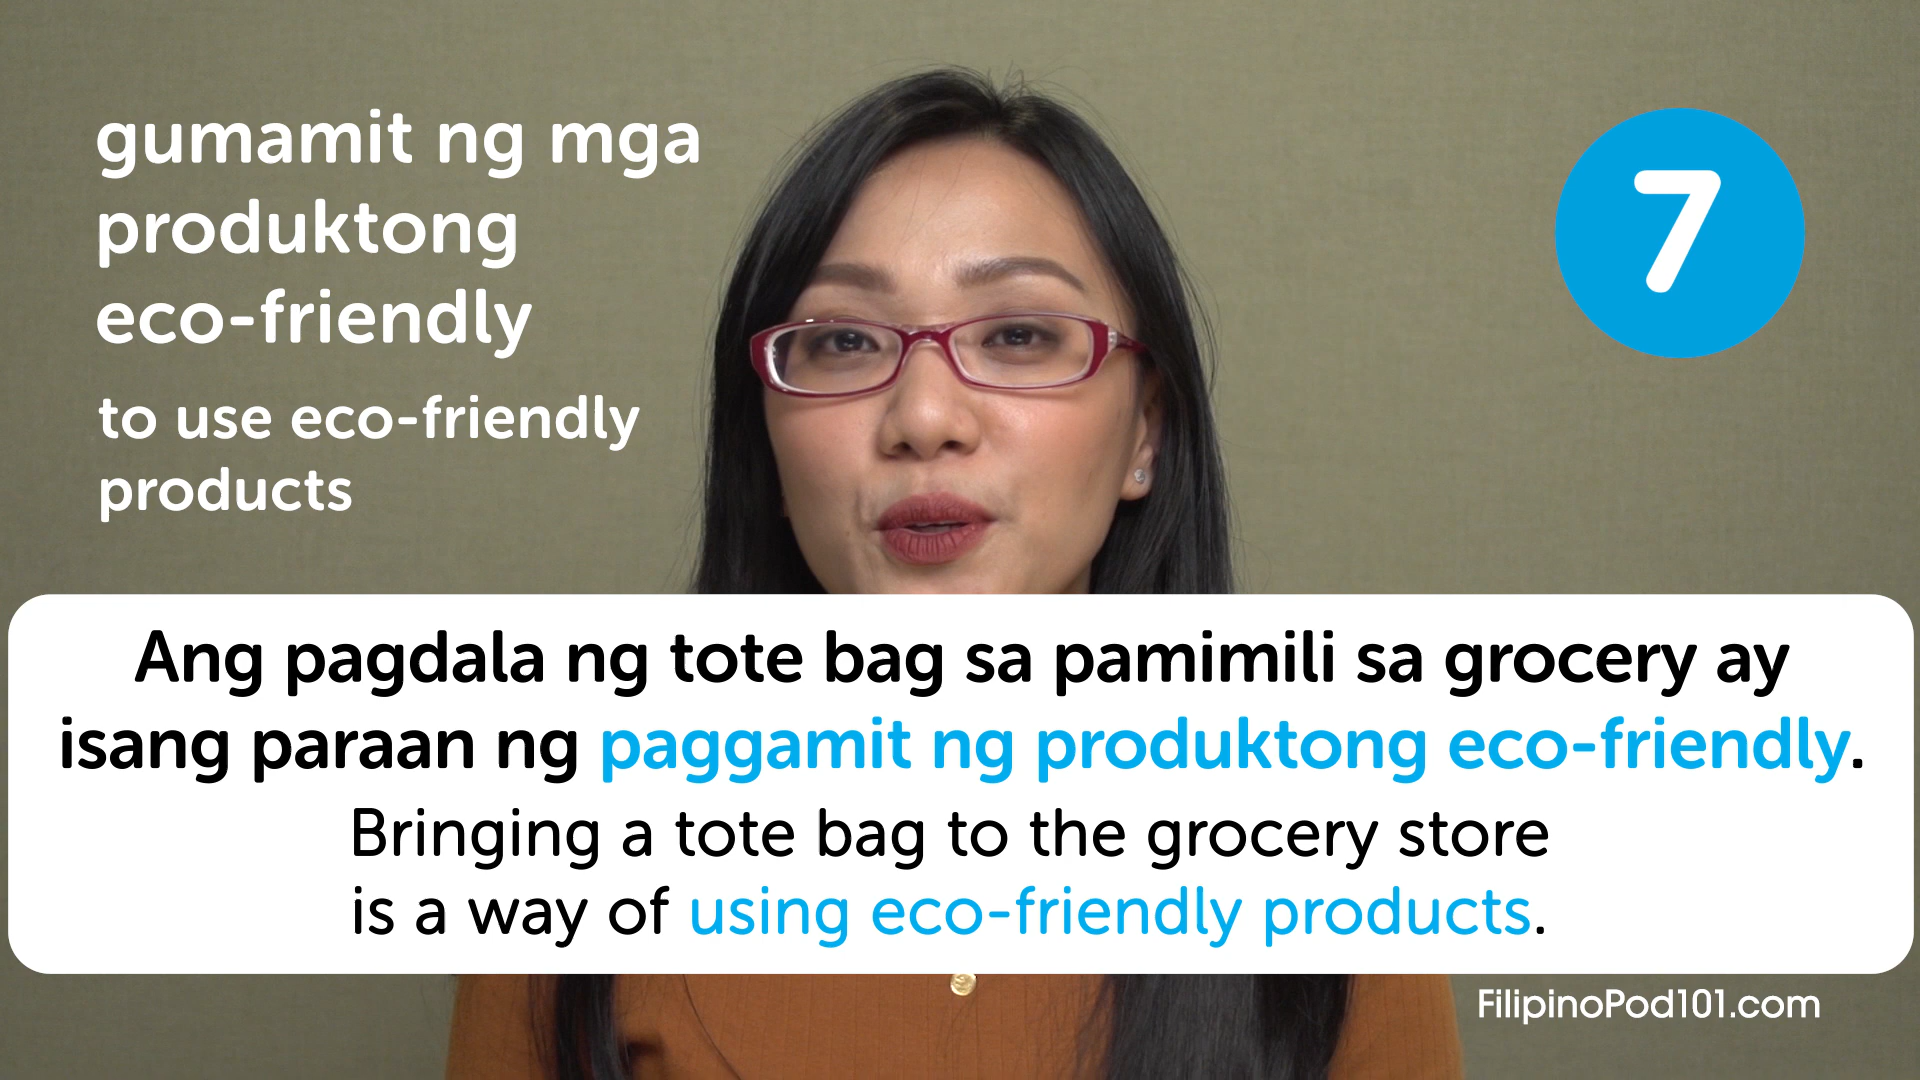 gumamit ng mga
produktong
eco-friendly
to use eco-friendly
products
7
Ang pagdala ng tote bag sa pamimili sa grocery ay
isang paraan ng paggamit ng produktong eco-friendly.
Bringing a tote bag to the grocery store
is a way of using eco-friendly products.
FilipinoPod101.com